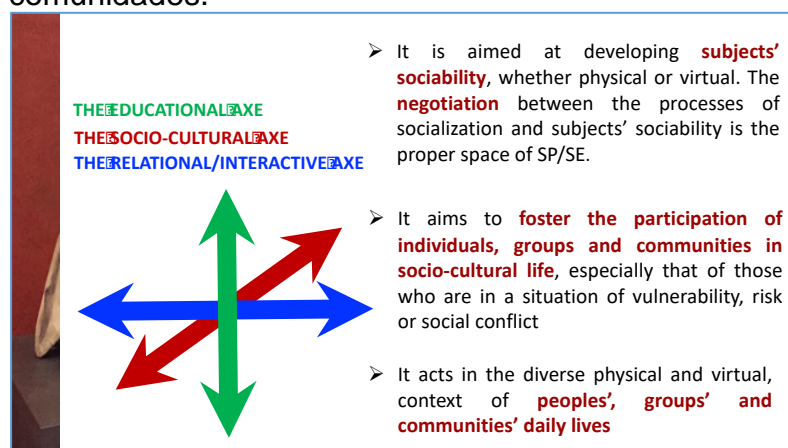 comunidades.
THE EDUCATIONAL AXE
THE SOCIO-CULTURAL AXE
THE RELATIONAL/INTERACTIVE AXE
➢ It is aimed at developing subjects'
sociability, whether physical or virtual. The
negotiation between the processes of
socialization and subjects' sociability is the
proper space of SP/SE.
➢ It aims to foster the participation of
individuals, groups and communities in
socio-cultural life, especially that of those
who are in a situation of vulnerability, risk
or social conflict
➢ It acts in the diverse physical and virtual,
context of peoples', groups' and
communities' daily lives